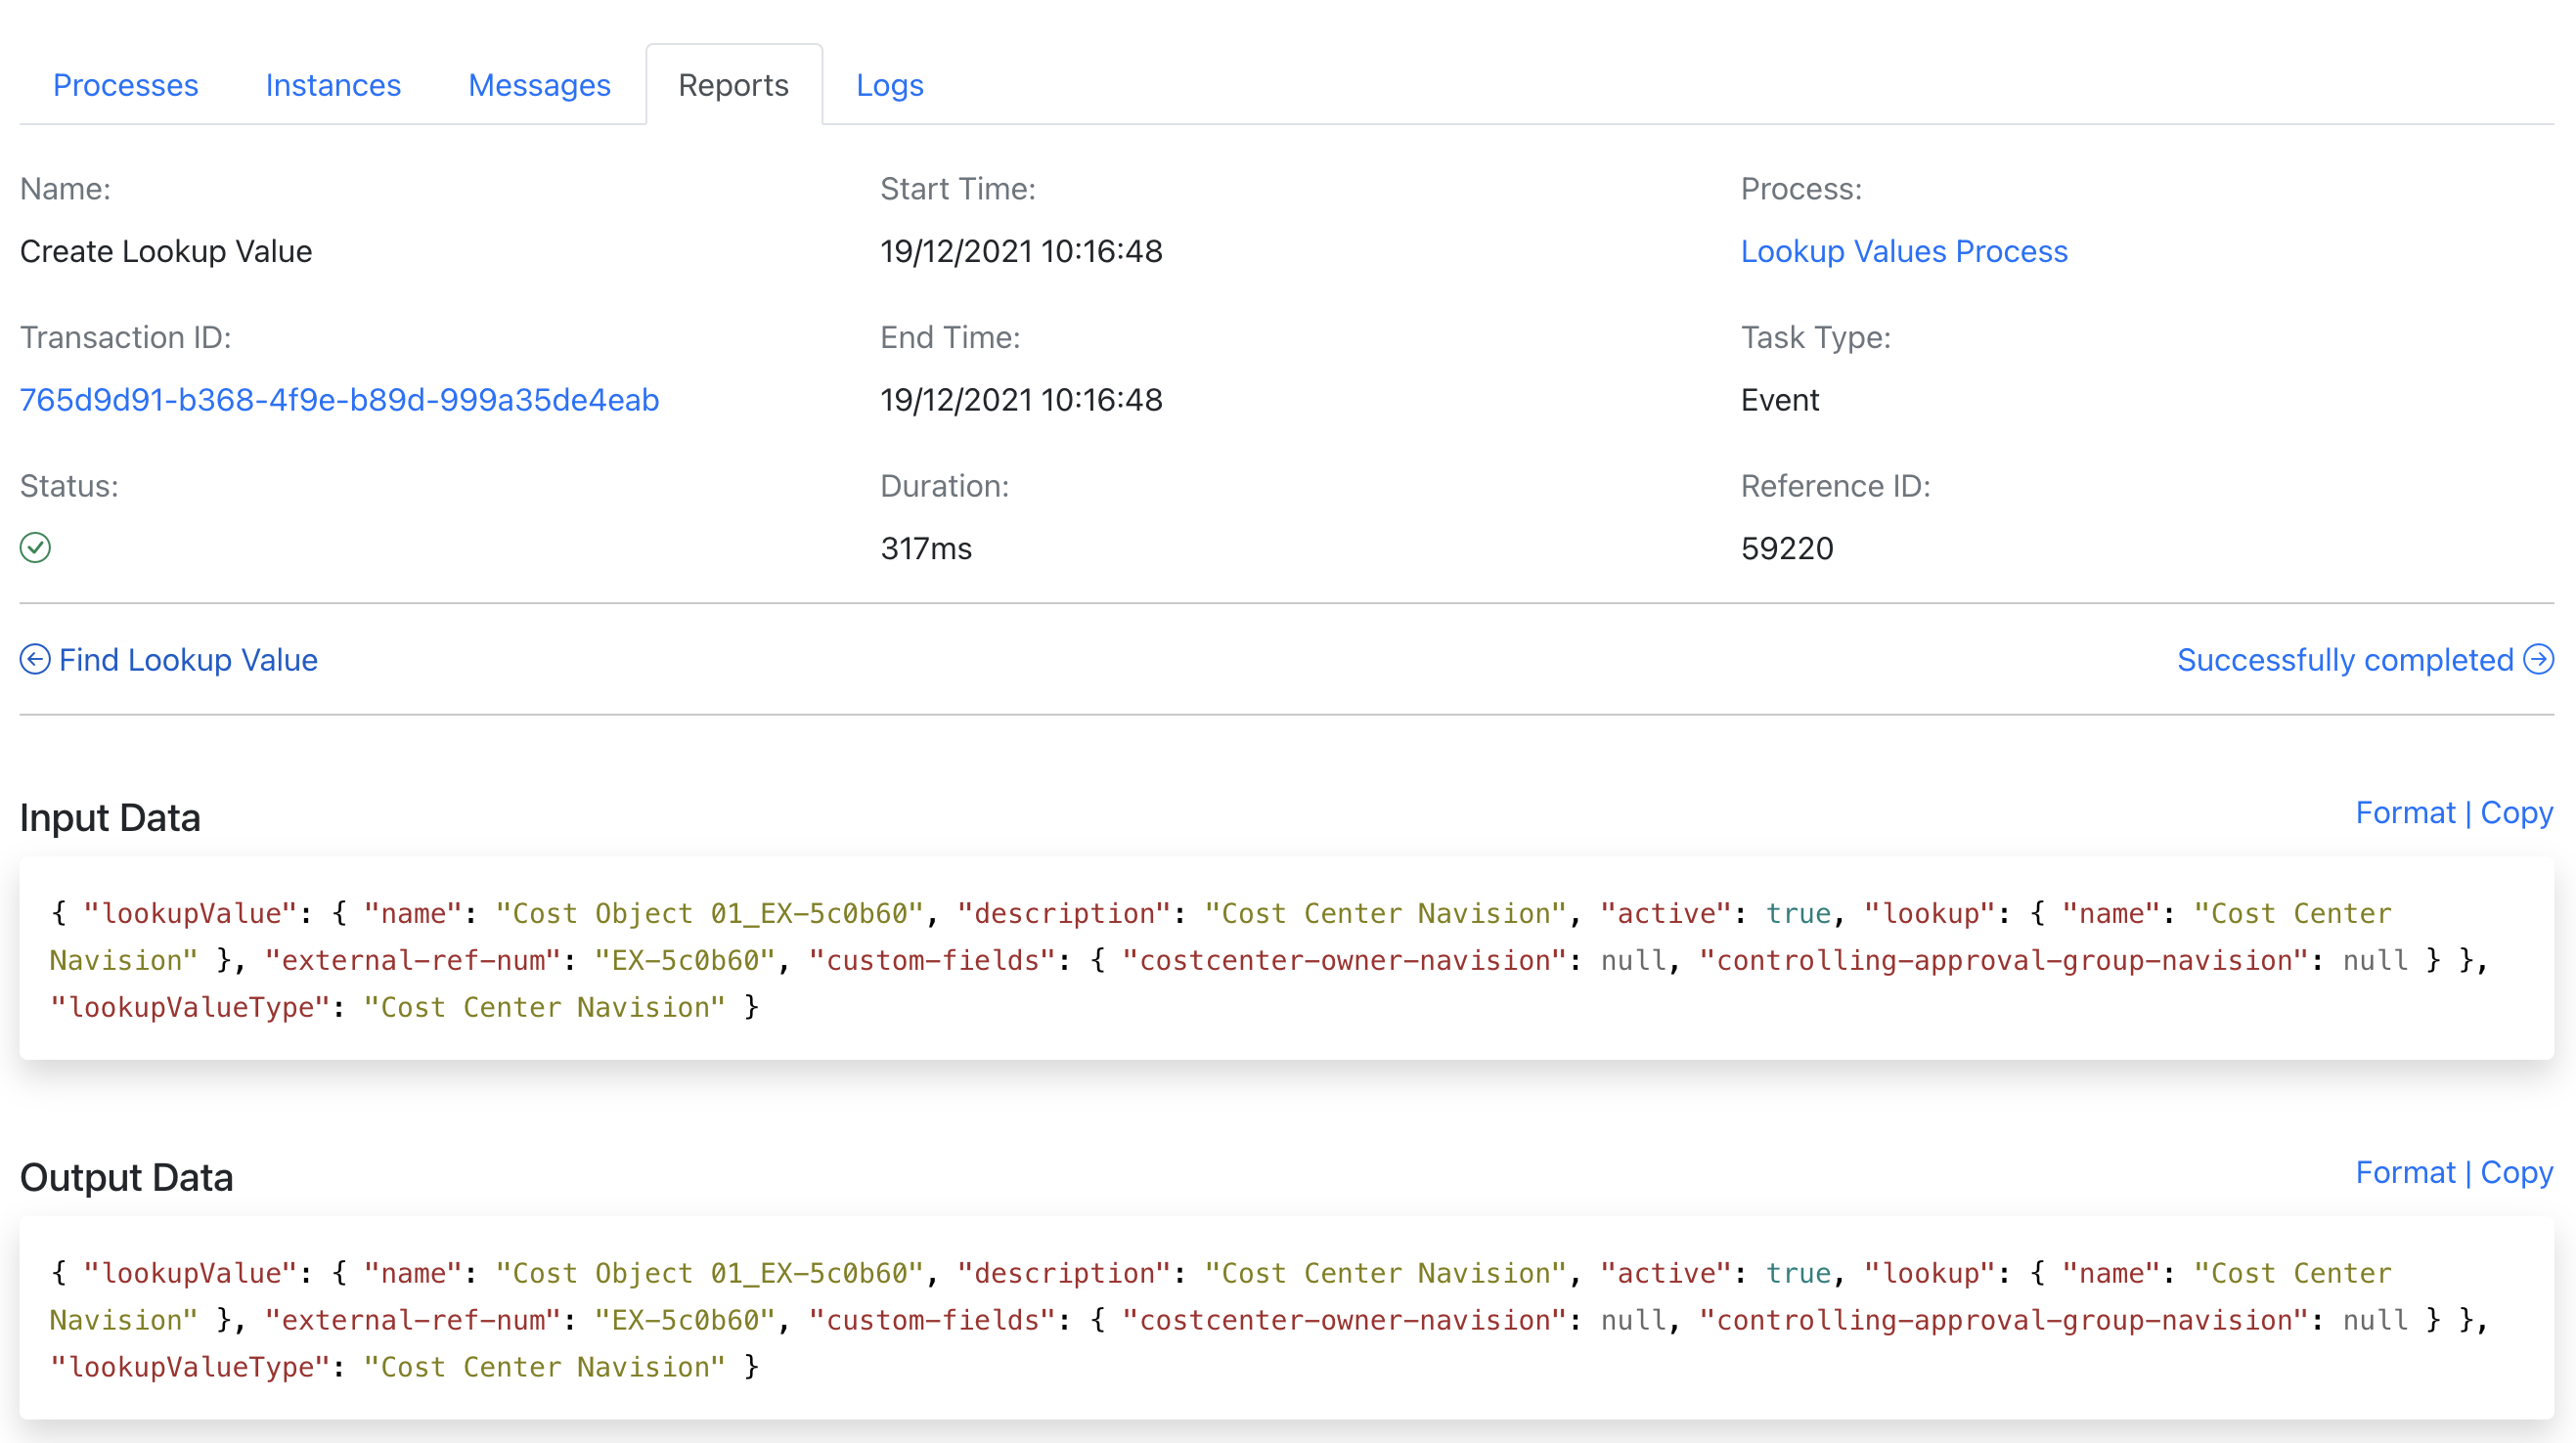 Processes Instances Messages Reports Logs
Name: Start Time: Process:
Create Lookup Value 19/12/2021 10:16:48 Lookup Values Process
Transaction ID: End Time: Task Type:
765d9d91-b368-4f9e-b89d-999a35de4eab 19/12/2021 10:16:48 Event
Status: Duration: Reference ID:
317ms 59220
Find Lookup Value Successfully completed
Input Data Format | Copy
{ "lookupValue": { "name": "Cost Object 01_EX-5c0b60", "description": "Cost Center Navision", "active": true, "lookup": { "name": "Cost Center
Navision" }, "external-ref-num": "EX-5c0b60", "custom-fields": { "costcenter-owner-navision": null, "controlling-approval-group-navision": null } },
"lookupValueType": "Cost Center Navision" }
Output Data Format | Copy
{ "lookupValue": { "name": "Cost Object 01_EX-5c0b60", "description": "Cost Center Navision", "active": true, "lookup": { "name": "Cost Center
Navision" }, "external-ref-num": "EX-5c0b60", "custom-fields": { "costcenter-owner-navision": null, "controlling-approval-group-navision": null } },
"lookupValueType": "Cost Center Navision" }